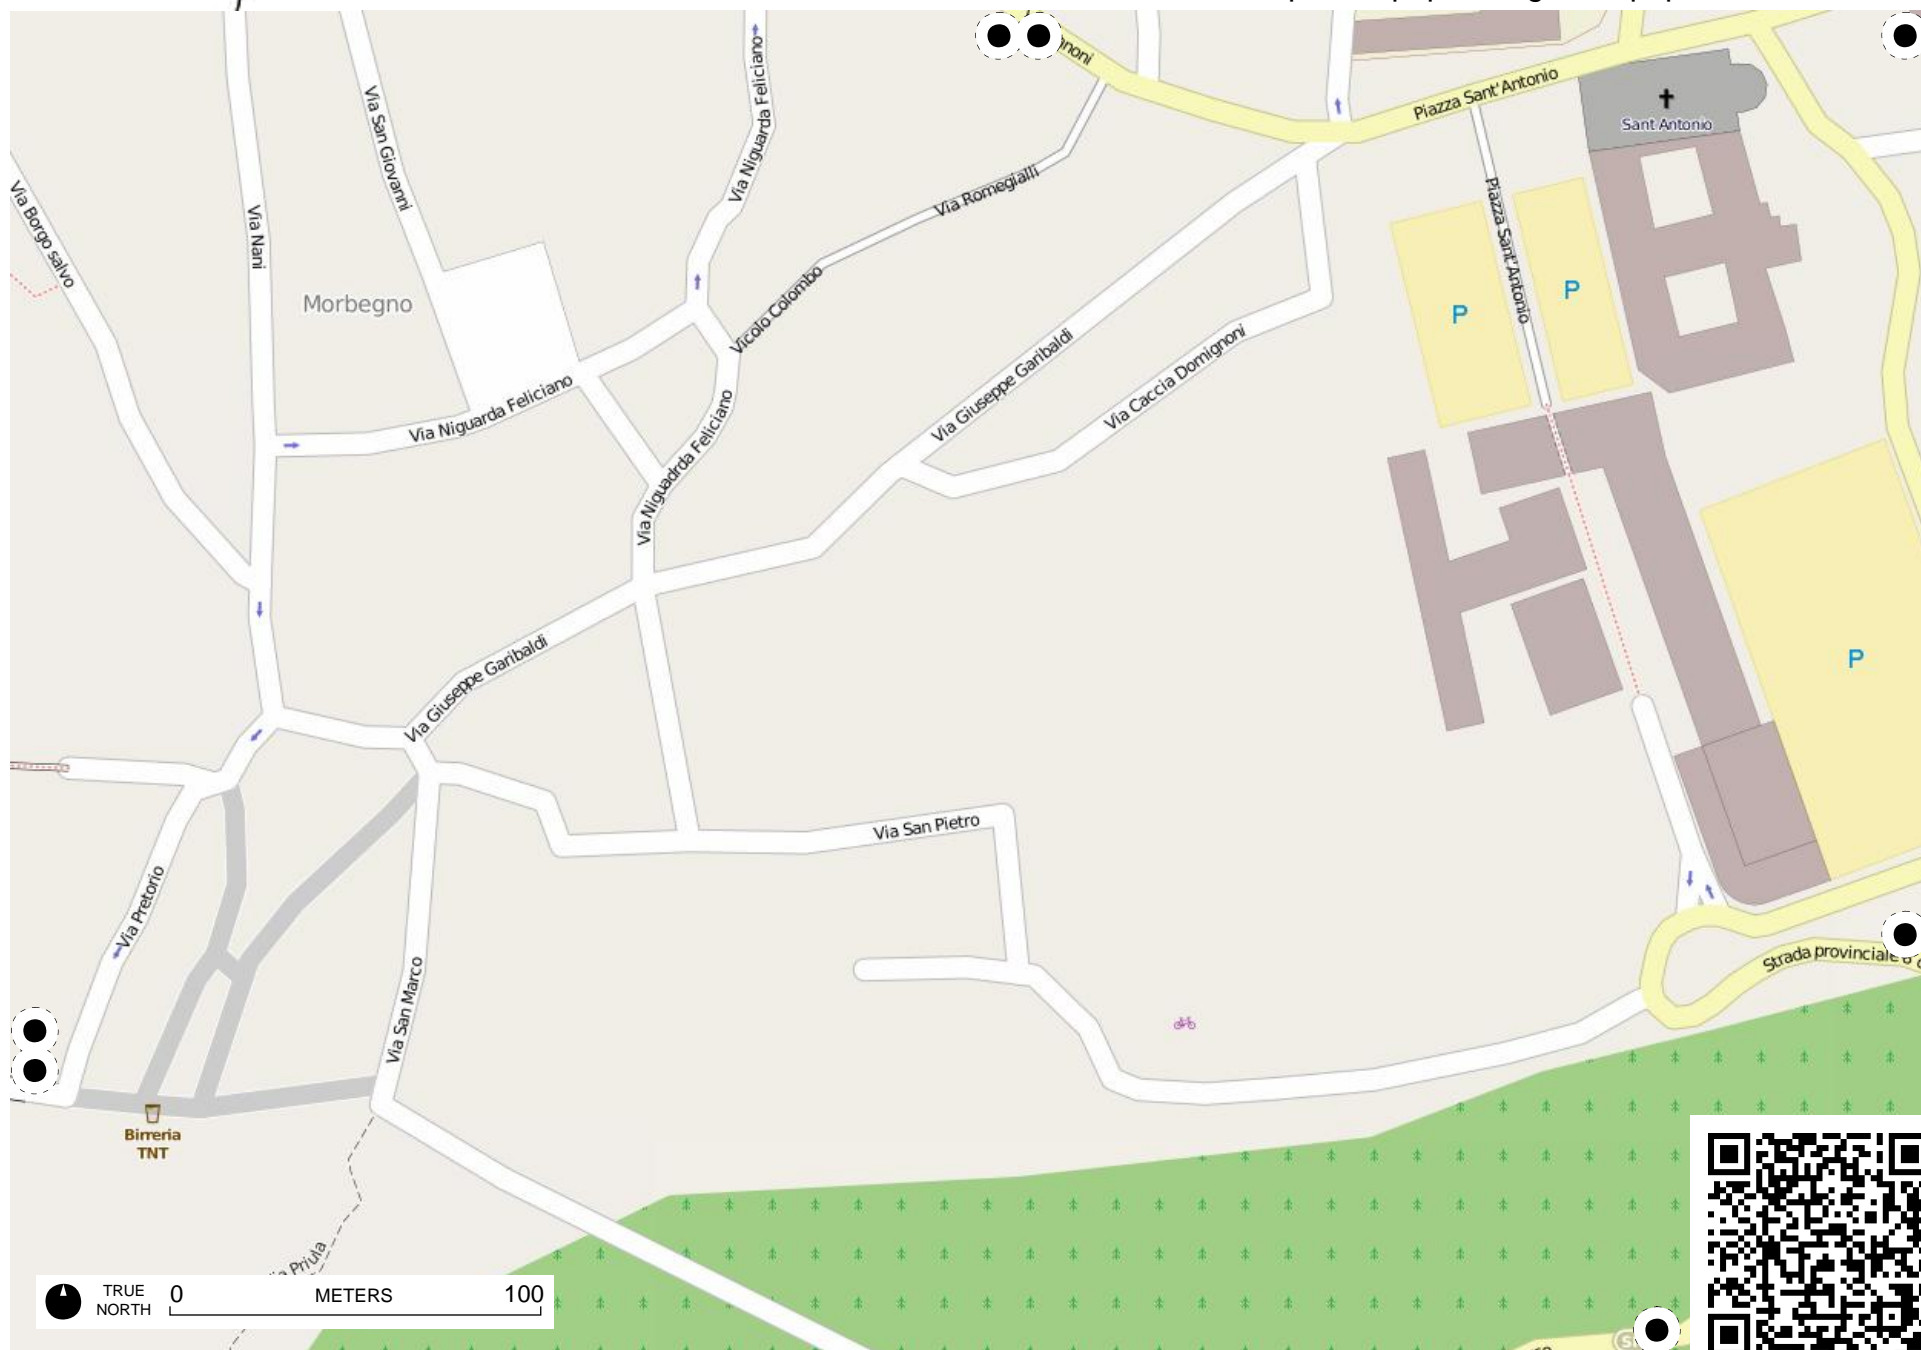 Piazza Sant'Antonio
Sant Antonio
Via San Giovanni
Via Niguarda Feliciano
Via Romegialli
Via Borgo salvo
Via Nani
Piazza Sant'Antonio
P
P
Morbegno
Vicolo Colombo
Via Giuseppe Garibaldi
Via Caccia Domignoni
Via Niguarda Feliciano
Via Niguadrda Feliciano
P
Via Giuseppe Garibaldi
Via San Pietro
Via Pretorio
Strada provinciale
Via San Marco
Birreria
TNT
Priula
TRUE
NORTH
0 METERS 100